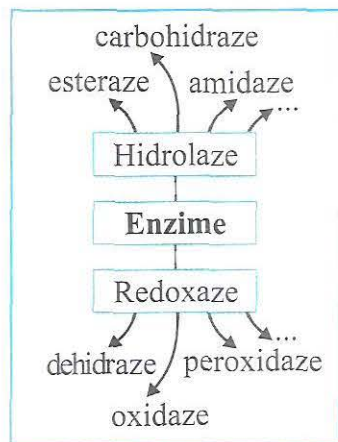 carbohidraze
esteraze amidaze
...
Hidrolaze
Enzime
Redoxaze
...
dehidraze peroxidaze
oxidaze